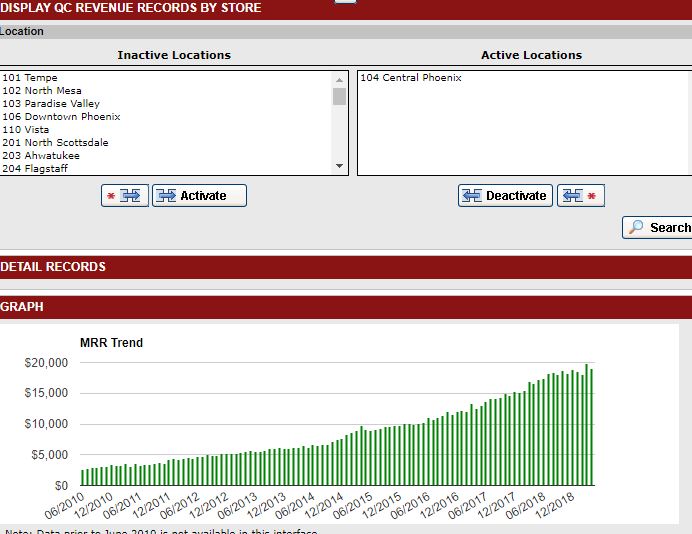 DISPLAY QC REVENUE RECORDS BY STORE
Location
Inactive Locations
Active Locations
101 Tempe
102 North Mesa
103 Paradise Valley
106 Downtown Phoenix
110 Vista
201 North Scottsdale
203 Ahwatukee
204 Flagstaff
104 Central Phoenix
*
Activate
Deactivate
*
Search
DETAIL RECORDS
GRAPH
MRR Trend
$20,000
$15,000
$10,000
$5,000
$0
06/2010 12/2010 06/2011 12/2011 06/2012 12/2012 06/2013 12/2013 06/2014 12/2014 06/2015 12/2015 06/2016 12/2016 06/2017 12/2017 06/2018 12/2018
Note: Data prior to June 2010 is not available in this interface.